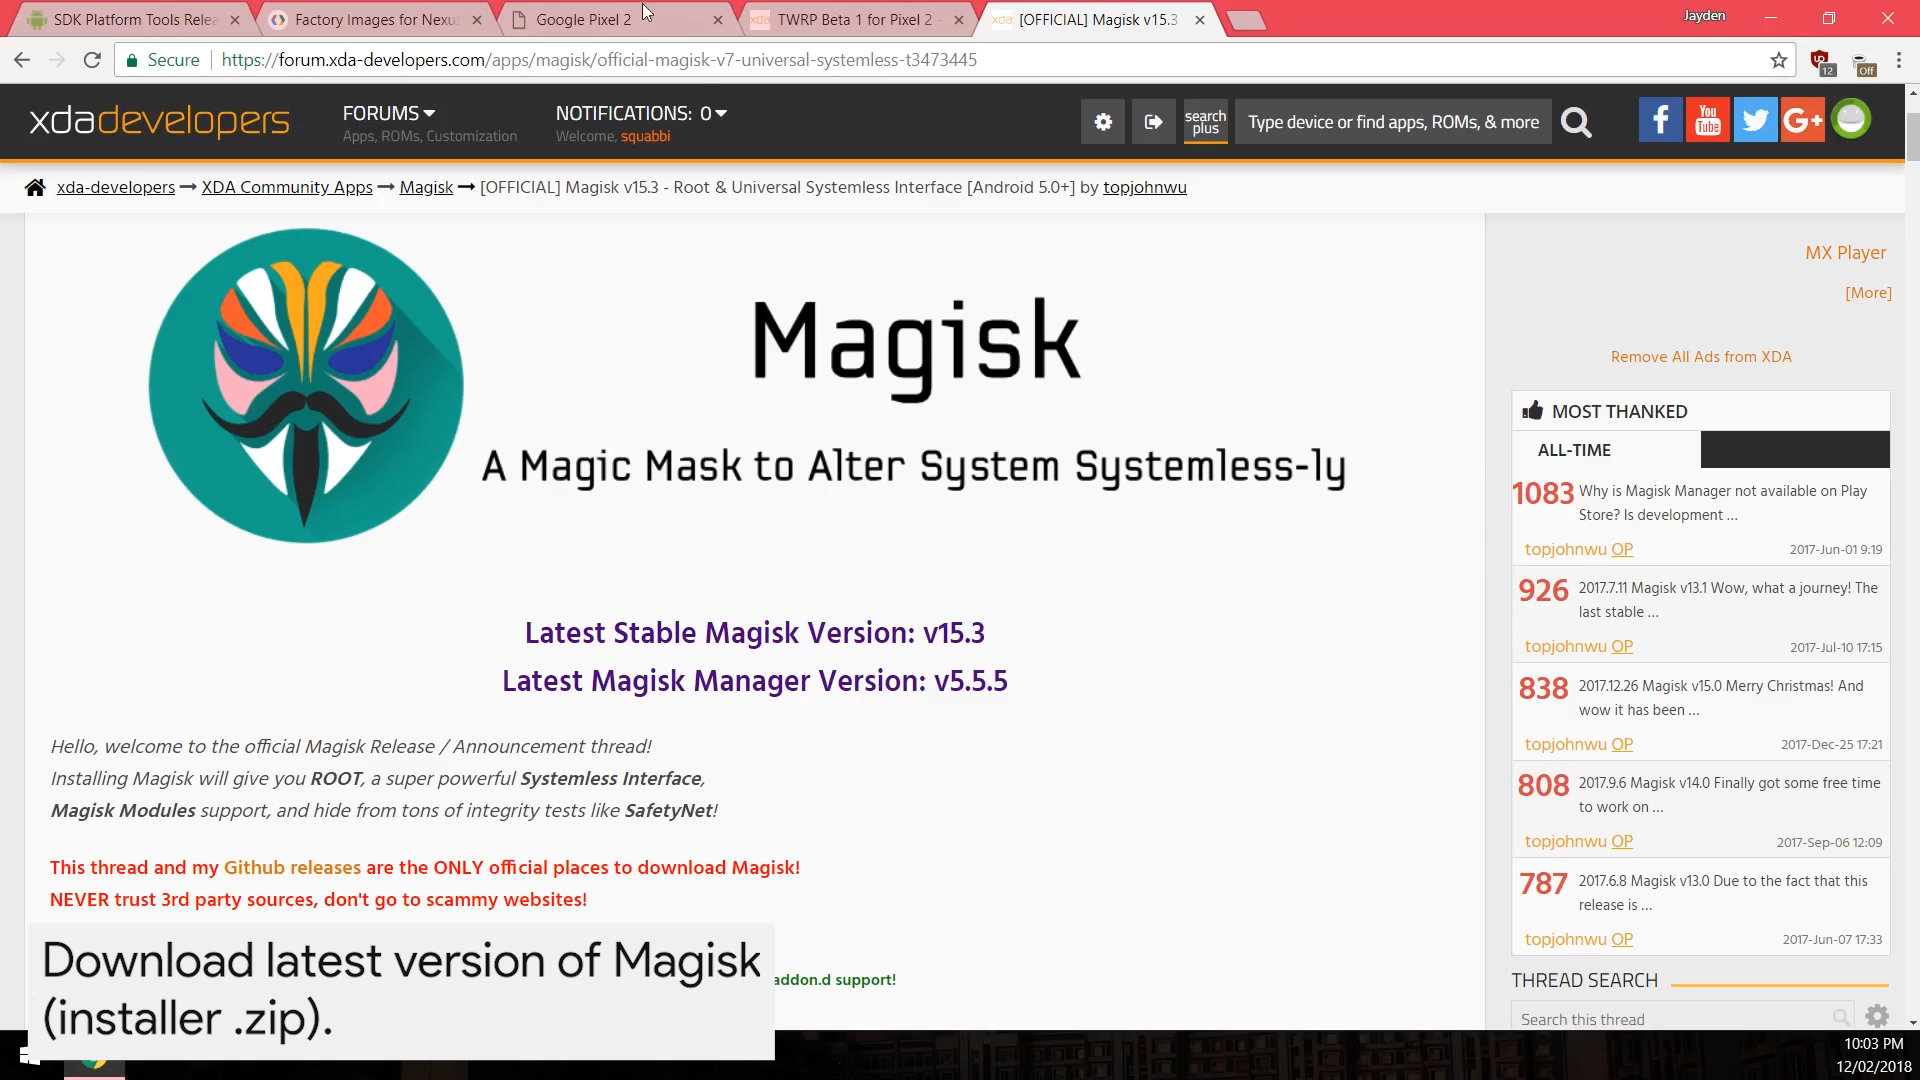 SDK Platform Tools Relea
Factory Images for Nexus
Google Pixel 2
TWRP Beta 1 for Pixel 2 -
[OFFICIAL] Magisk v15.3
Jayden
Secure
https://forum.xda-developers.com/apps/magisk/official-magisk-v7-universal-systemless-t3473445
12
Off
xdadevelopers
FORUMS
Apps, ROMs, Customization
NOTIFICATIONS: 0
Welcome, squabbi
search plus
Type device or find apps, ROMs, & more
You Tube
G+
xda-developers → XDA Community Apps → Magisk → [OFFICIAL] Magisk v15.3 - Root & Universal Systemless Interface [Android 5.0+] by topjohnwu
Magisk
A Magic Mask to Alter System Systemless-ly
Latest Stable Magisk Version: v15.3
Latest Magisk Manager Version: v5.5.5
Hello, welcome to the official Magisk Release / Announcement thread!
Installing Magisk will give you ROOT, a super powerful Systemless Interface,
Magisk Modules support, and hide from tons of integrity tests like SafetyNet!
This thread and my Github releases are the ONLY official places to download Magisk!
NEVER trust 3rd party sources, don't go to scammy websites!
addon.d support!
Download latest version of Magisk
(installer .zip).
MX Player
[More]
Remove All Ads from XDA
MOST THANKED
ALL-TIME
1083 Why is Magisk Manager not available on Play
Store? Is development ...
topjohnwu OP 2017-Jun-01 9:19
926 2017.7.11 Magisk v13.1 Wow, what a journey! The
last stable ...
topjohnwu OP 2017-Jul-10 17:15
838 2017.12.26 Magisk v15.0 Merry Christmas! And
wow it has been ...
topjohnwu OP 2017-Dec-25 17:21
808 2017.9.6 Magisk v14.0 Finally got some free time
to work on ...
topjohnwu OP 2017-Sep-06 12:09
787 2017.6.8 Magisk v13.0 Due to the fact that this
release is ...
topjohnwu OP 2017-Jun-07 17:33
THREAD SEARCH
Search this thread
10:03 PM
12/02/2018